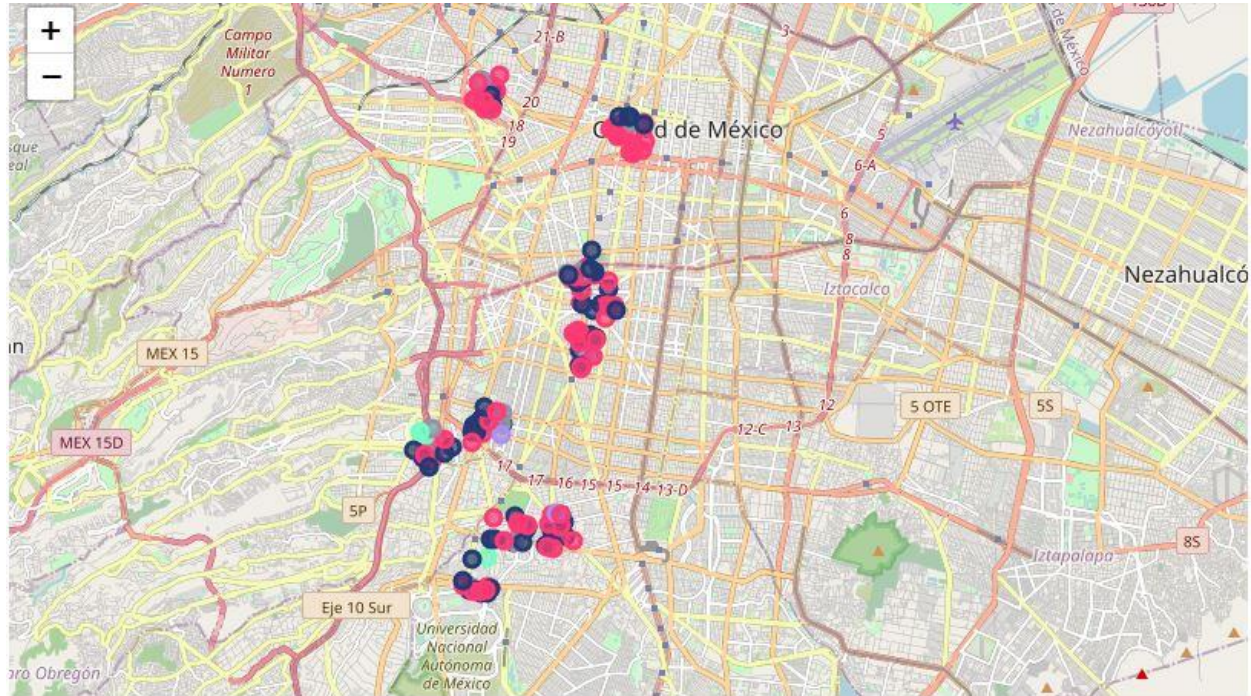 +
−
Campo
Militar
Numero
1
21-B
3
de México
20
18
19
5
6-A
Nezahualcóyotl
6
8
8
Iztacalco
Nezahualcó
MEX 15
12
5 OTE
5S
12-C
13
MEX 15D
17
17
16
15
15
14
13-D
5P
8S
Iztapalapa
Eje 10 Sur
Universidad
Nacional
Autónoma
de México
aro Obregón